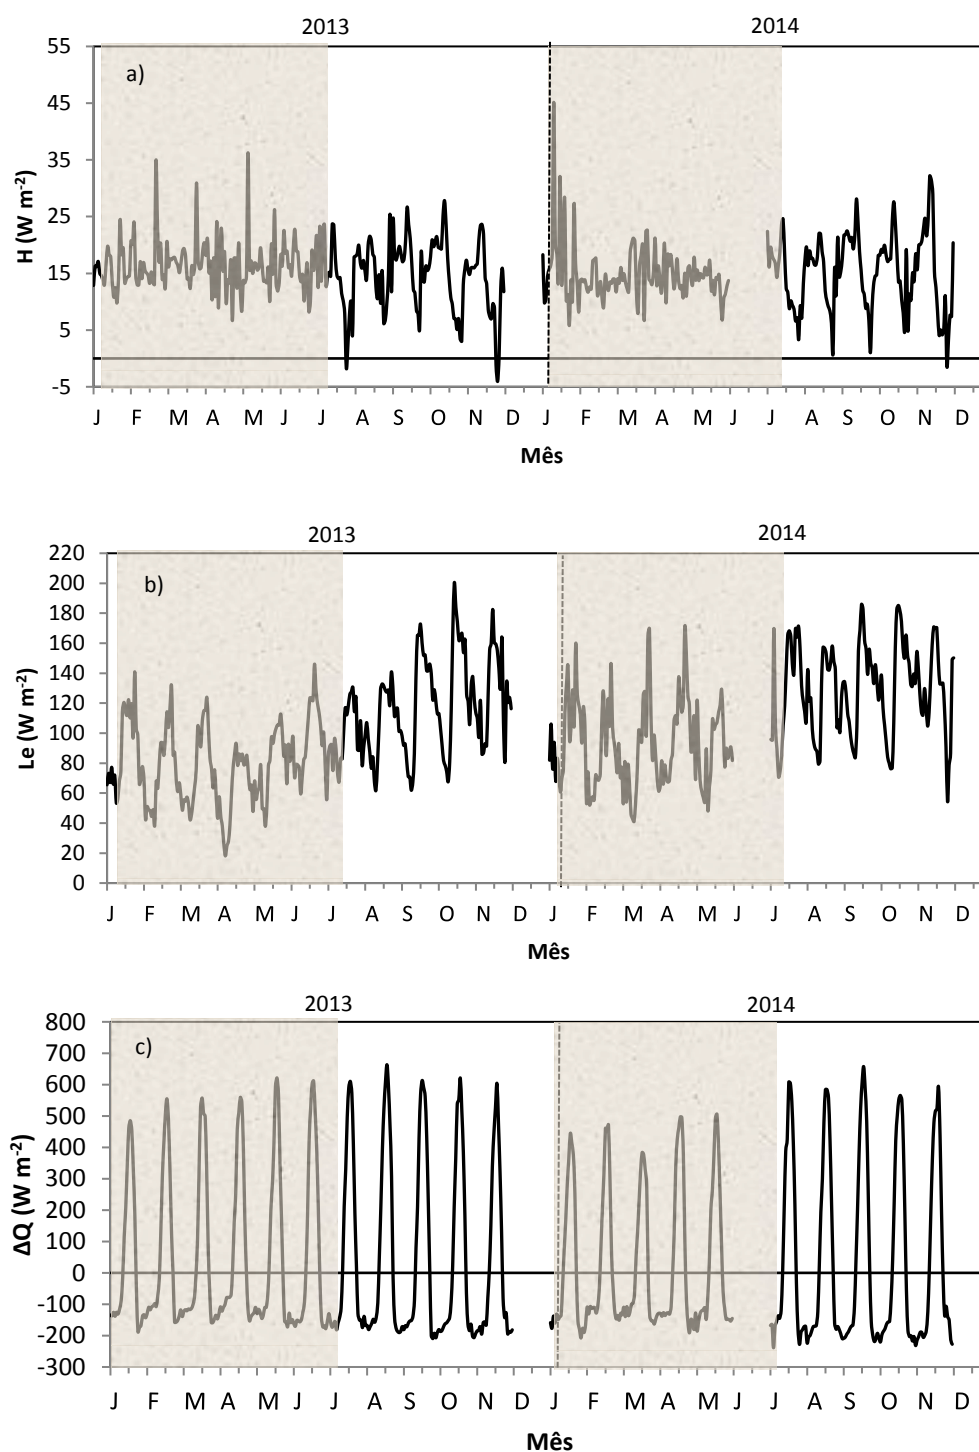 2013 2014
55
a)
45
35
25
15
5
-5
H (W m-2)
J F M A M J J A S O N D J F M A M J J A S O N D
Mês
2013 2014
220
b)
200
180
160
140
120
100
80
60
40
20
0
Le (W m-2)
J F M A M J J A S O N D J F M A M J J A S O N D
Mês
2013 2014
800
c)
700
600
500
400
300
200
100
0
-100
-200
-300
ΔQ (W m-2)
J F M A M J J A S O N D J F M A M J J A S O N D
Mês